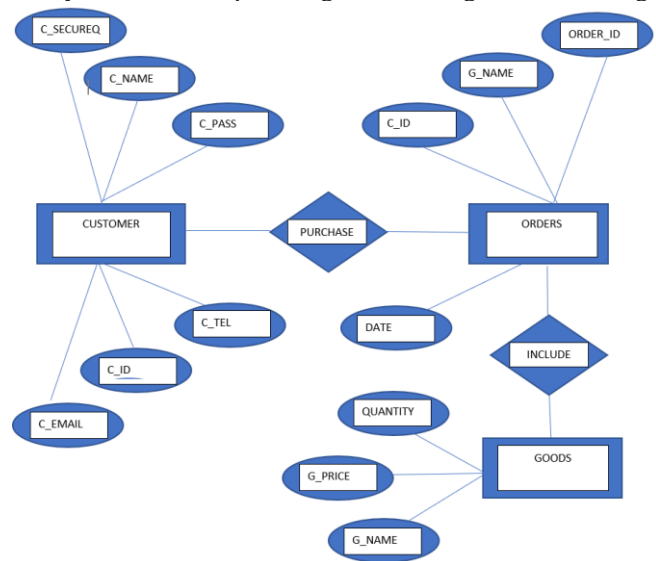 C_SECUREQ
C_NAME
C_PASS
ORDER_ID
G_NAME
C_ID
CUSTOMER
PURCHASE
ORDERS
C_TEL
C_ID
C_EMAIL
DATE
INCLUDE
QUANTITY
G_PRICE
G_NAME
GOODS